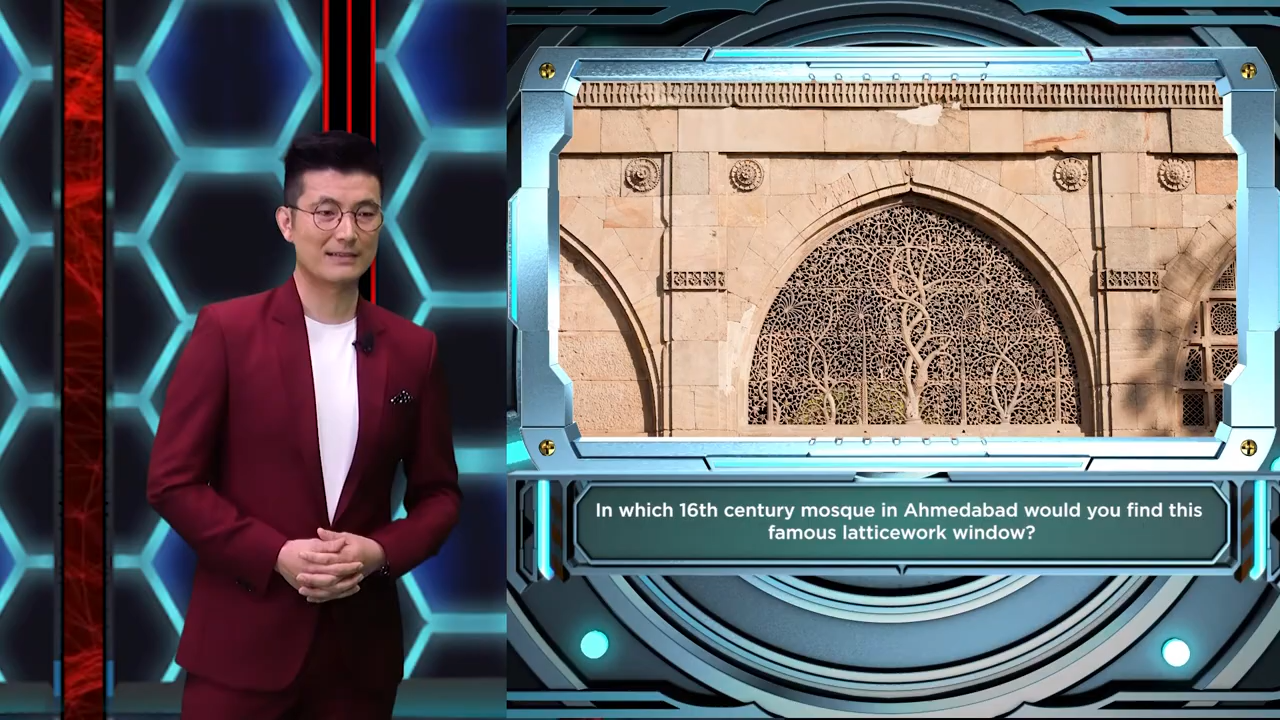 In which 16th century mosque in Ahmedabad would you find this
famous latticework window?